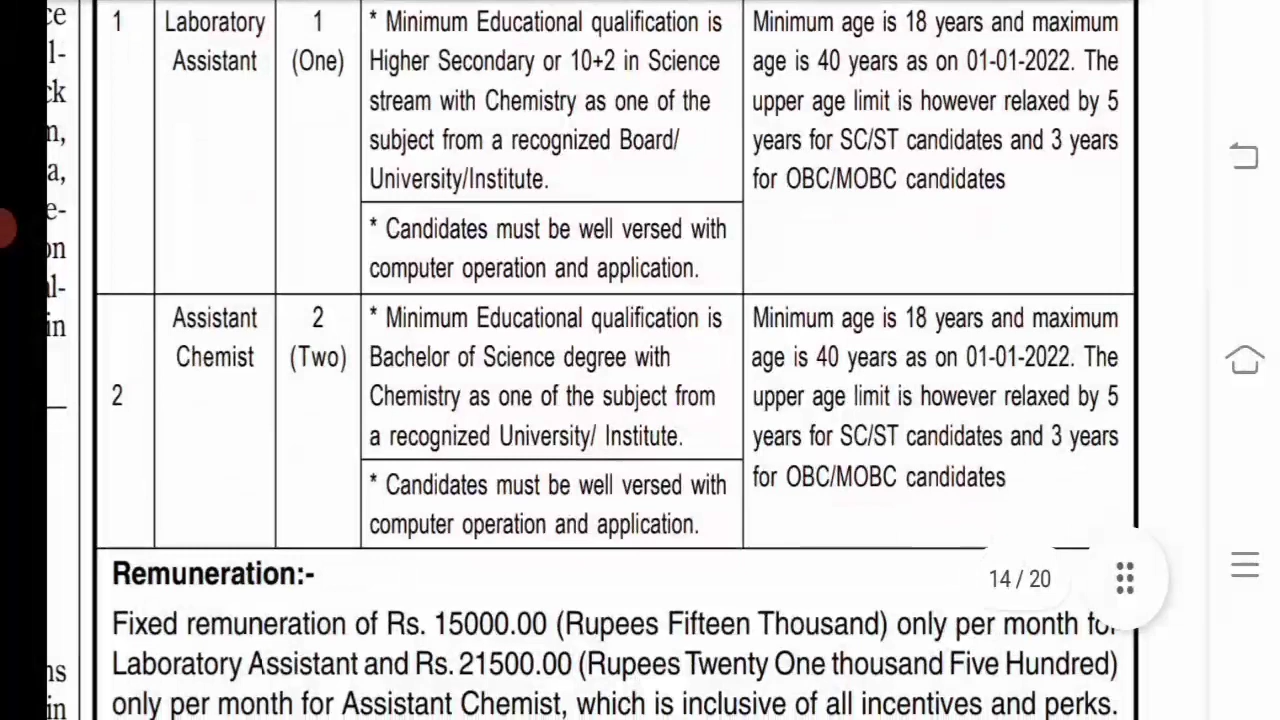 ce
l-
ck
n,
a,
e-
on
al-
in
ns
in
1
Laboratory
Assistant
1
(One)
* Minimum Educational qualification is
Higher Secondary or 10+2 in Science
stream with Chemistry as one of the
subject from a recognized Board/
University/Institute.
* Candidates must be well versed with
computer operation and application.
Minimum age is 18 years and maximum
age is 40 years as on 01-01-2022. The
upper age limit is however relaxed by 5
years for SC/ST candidates and 3 years
for OBC/MOBC candidates
2
Assistant
Chemist
2
(Two)
* Minimum Educational qualification is
Bachelor of Science degree with
Chemistry as one of the subject from
a recognized University/ Institute.
* Candidates must be well versed with
computer operation and application.
Minimum age is 18 years and maximum
age is 40 years as on 01-01-2022. The
upper age limit is however relaxed by 5
years for SC/ST candidates and 3 years
for OBC/MOBC candidates
Remuneration:-
14 / 20
Fixed remuneration of Rs. 15000.00 (Rupees Fifteen Thousand) only per month for
Laboratory Assistant and Rs. 21500.00 (Rupees Twenty One thousand Five Hundred)
only per month for Assistant Chemist, which is inclusive of all incentives and perks.